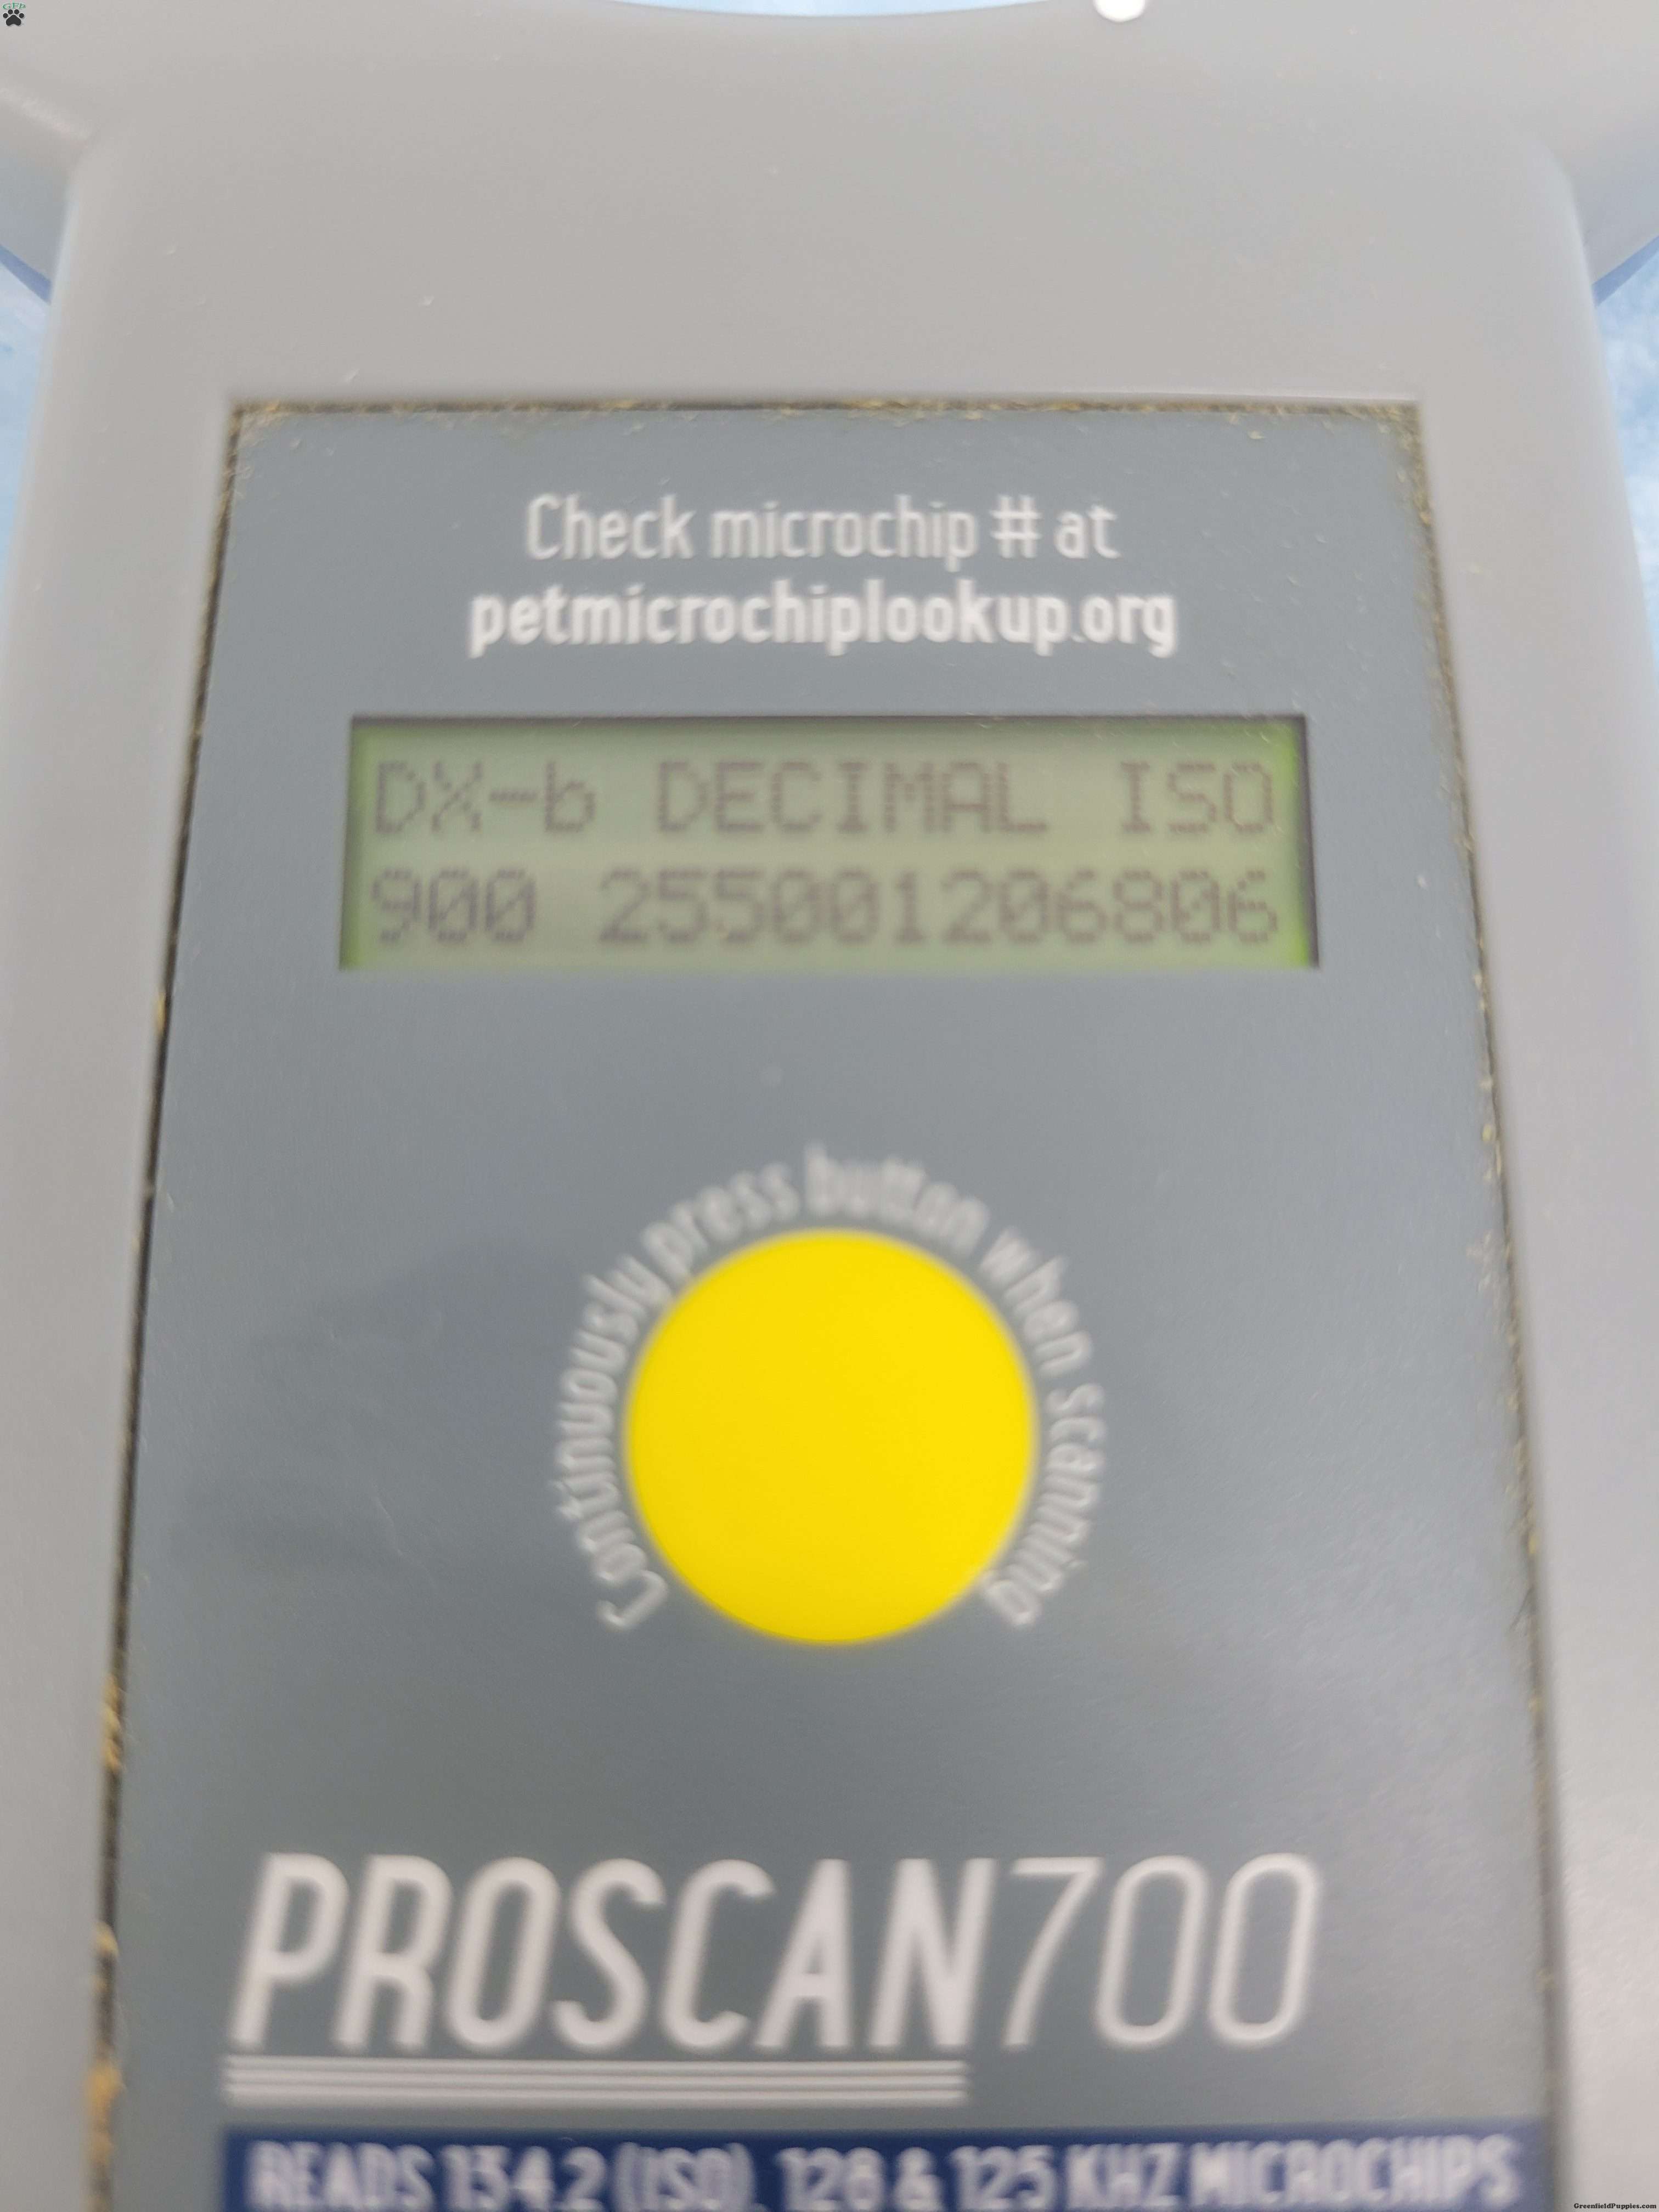 GFP
Check microchip # at
petmicrochiplookup.org
DX-b DECIMAL ISO
900 255001206806
Continuously press button when scanning
PROSCAN700
READS 134.2 (ISO), 128 & 125 KHZ MICROCHIPS
GreenfieldPuppies.com